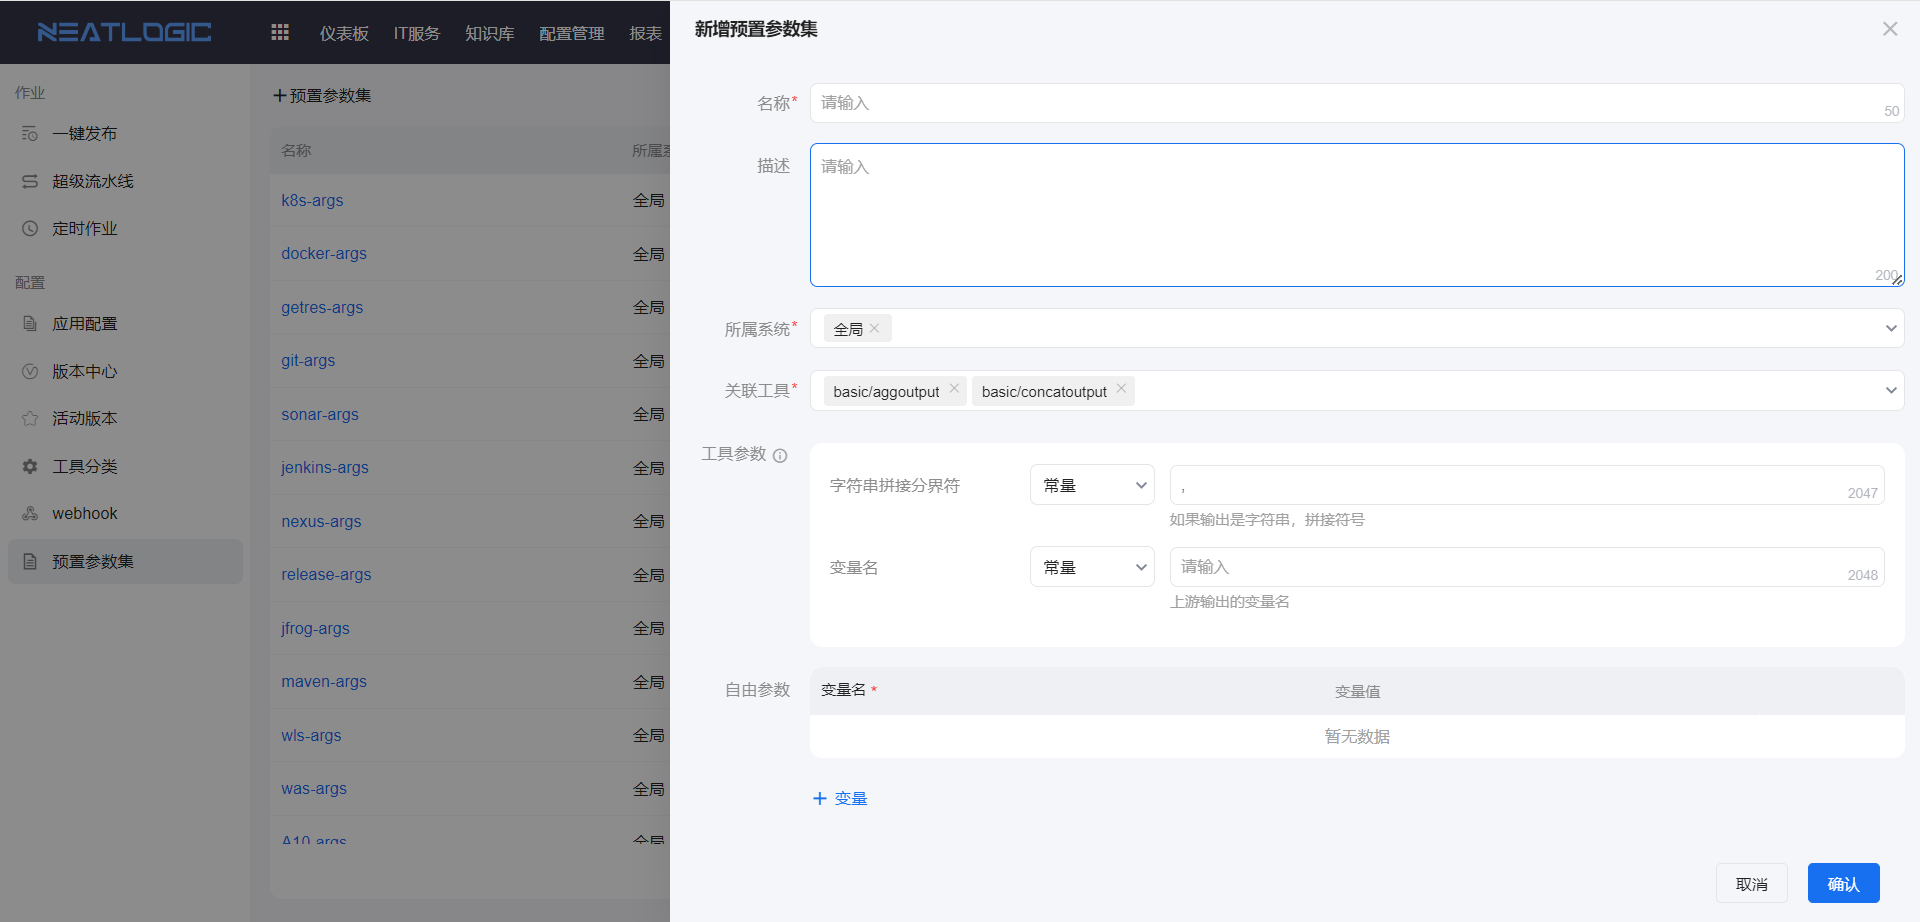 NEATLOGIC
仪表板
IT服务
知识库
配置管理
报表
作业
一键发布
超级流水线
定时作业
配置
应用配置
版本中心
活动版本
工具分类
webhook
预置参数集
预置参数集
名称
所属系
k8s-args 全局
docker-args 全局
getres-args 全局
git-args 全局
sonar-args 全局
jenkins-args 全局
nexus-args 全局
release-args 全局
jfrog-args 全局
maven-args 全局
wls-args 全局
was-args 全局
A10 args 全局
新增预置参数集
名称* 请输入 50
描述 请输入 200
所属系统* 全局
关联工具* basic/aggoutput basic/concatoutput
工具参数
字符串拼接分界符 常量 , 2047
如果输出是字符串，拼接符号
变量名 常量 请输入 2048
上游输出的变量名
自由参数 变量名 * 变量值
暂无数据
+ 变量
取消 确认